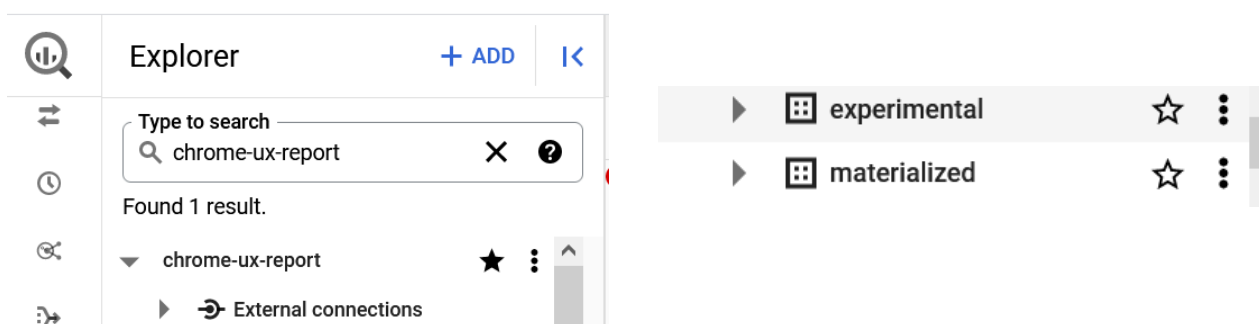 Explorer
+ ADD
Type to search
chrome-ux-report
Found 1 result.
chrome-ux-report
External connections
experimental
materialized